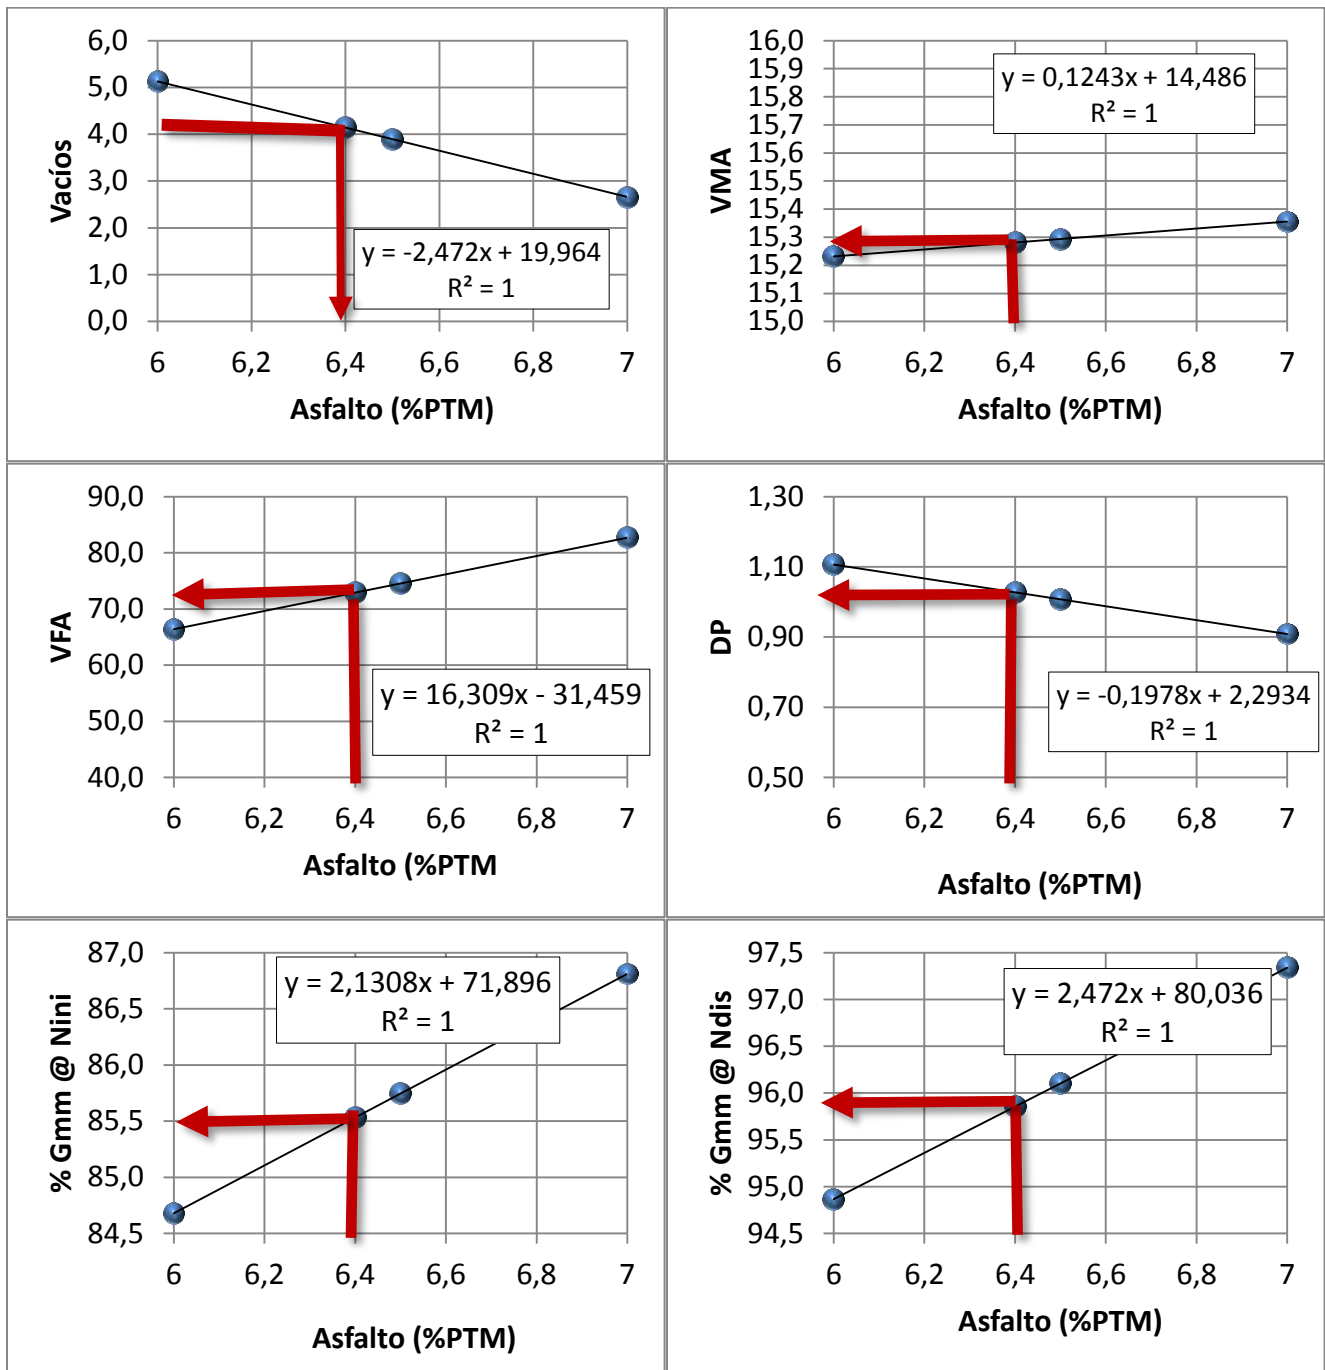 6,0
5,0
4,0
3,0
2,0
1,0
0,0
Vacíos
y = -2,472x + 19,964
R² = 1
6 6,2 6,4 6,6 6,8 7
Asfalto (%PTM)
16,0
15,9
15,8
15,7
15,6
15,5
15,4
15,3
15,2
15,1
15,0
VMA
y = 0,1243x + 14,486
R² = 1
6 6,2 6,4 6,6 6,8 7
Asfalto (%PTM)
90,0
80,0
70,0
60,0
50,0
40,0
VFA
y = 16,309x - 31,459
R² = 1
6 6,2 6,4 6,6 6,8 7
Asfalto (%PTM
1,30
1,10
0,90
0,70
0,50
DP
y = -0,1978x + 2,2934
R² = 1
6 6,2 6,4 6,6 6,8 7
Asfalto (%PTM)
87,0
86,5
86,0
85,5
85,0
84,5
% Gmm @ Nini
y = 2,1308x + 71,896
R² = 1
6 6,2 6,4 6,6 6,8 7
Asfalto (%PTM)
97,5
97,0
96,5
96,0
95,5
95,0
94,5
% Gmm @ Ndis
y = 2,472x + 80,036
R² = 1
6 6,2 6,4 6,6 6,8 7
Asfalto (%PTM)